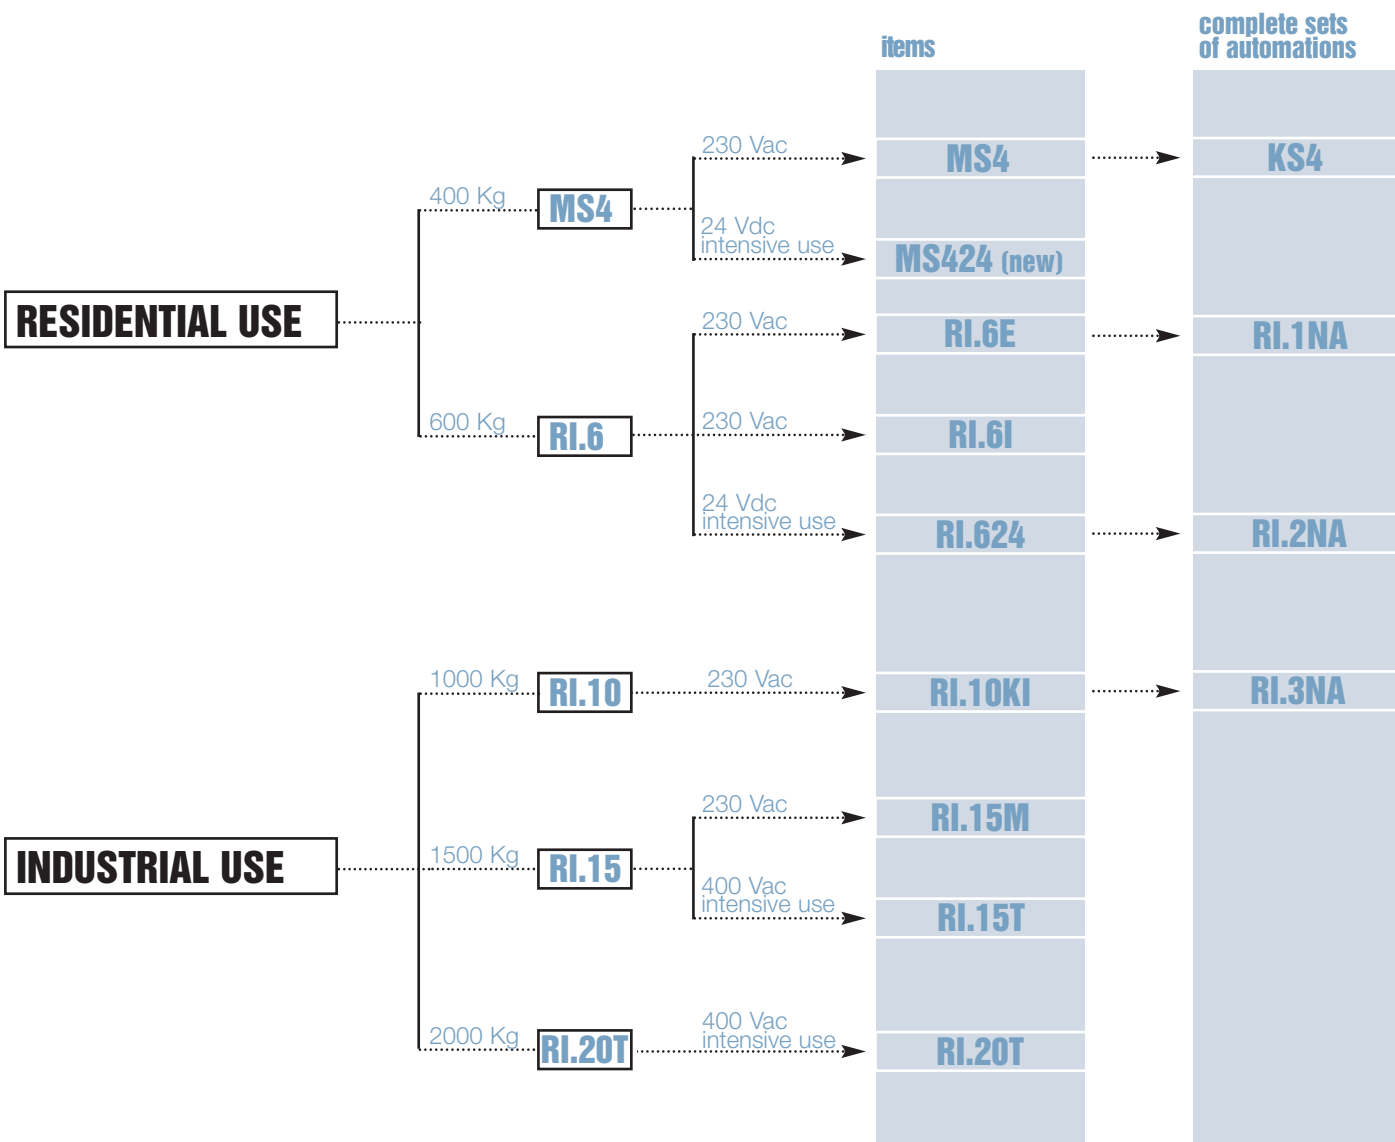 items
complete sets
of automations
230 Vac
MS4
KS4
400 Kg
MS4
24 Vdc
intensive use
MS424 (new)
RESIDENTIAL USE
230 Vac
RI.6E
RI.1NA
600 Kg
RI.6
230 Vac
RI.6I
24 Vdc
intensive use
RI.624
RI.2NA
1000 Kg
RI.10
230 Vac
RI.10KI
RI.3NA
230 Vac
RI.15M
INDUSTRIAL USE
1500 Kg
RI.15
400 Vac
intensive use
RI.15T
2000 Kg
RI.20T
400 Vac
intensive use
RI.20T